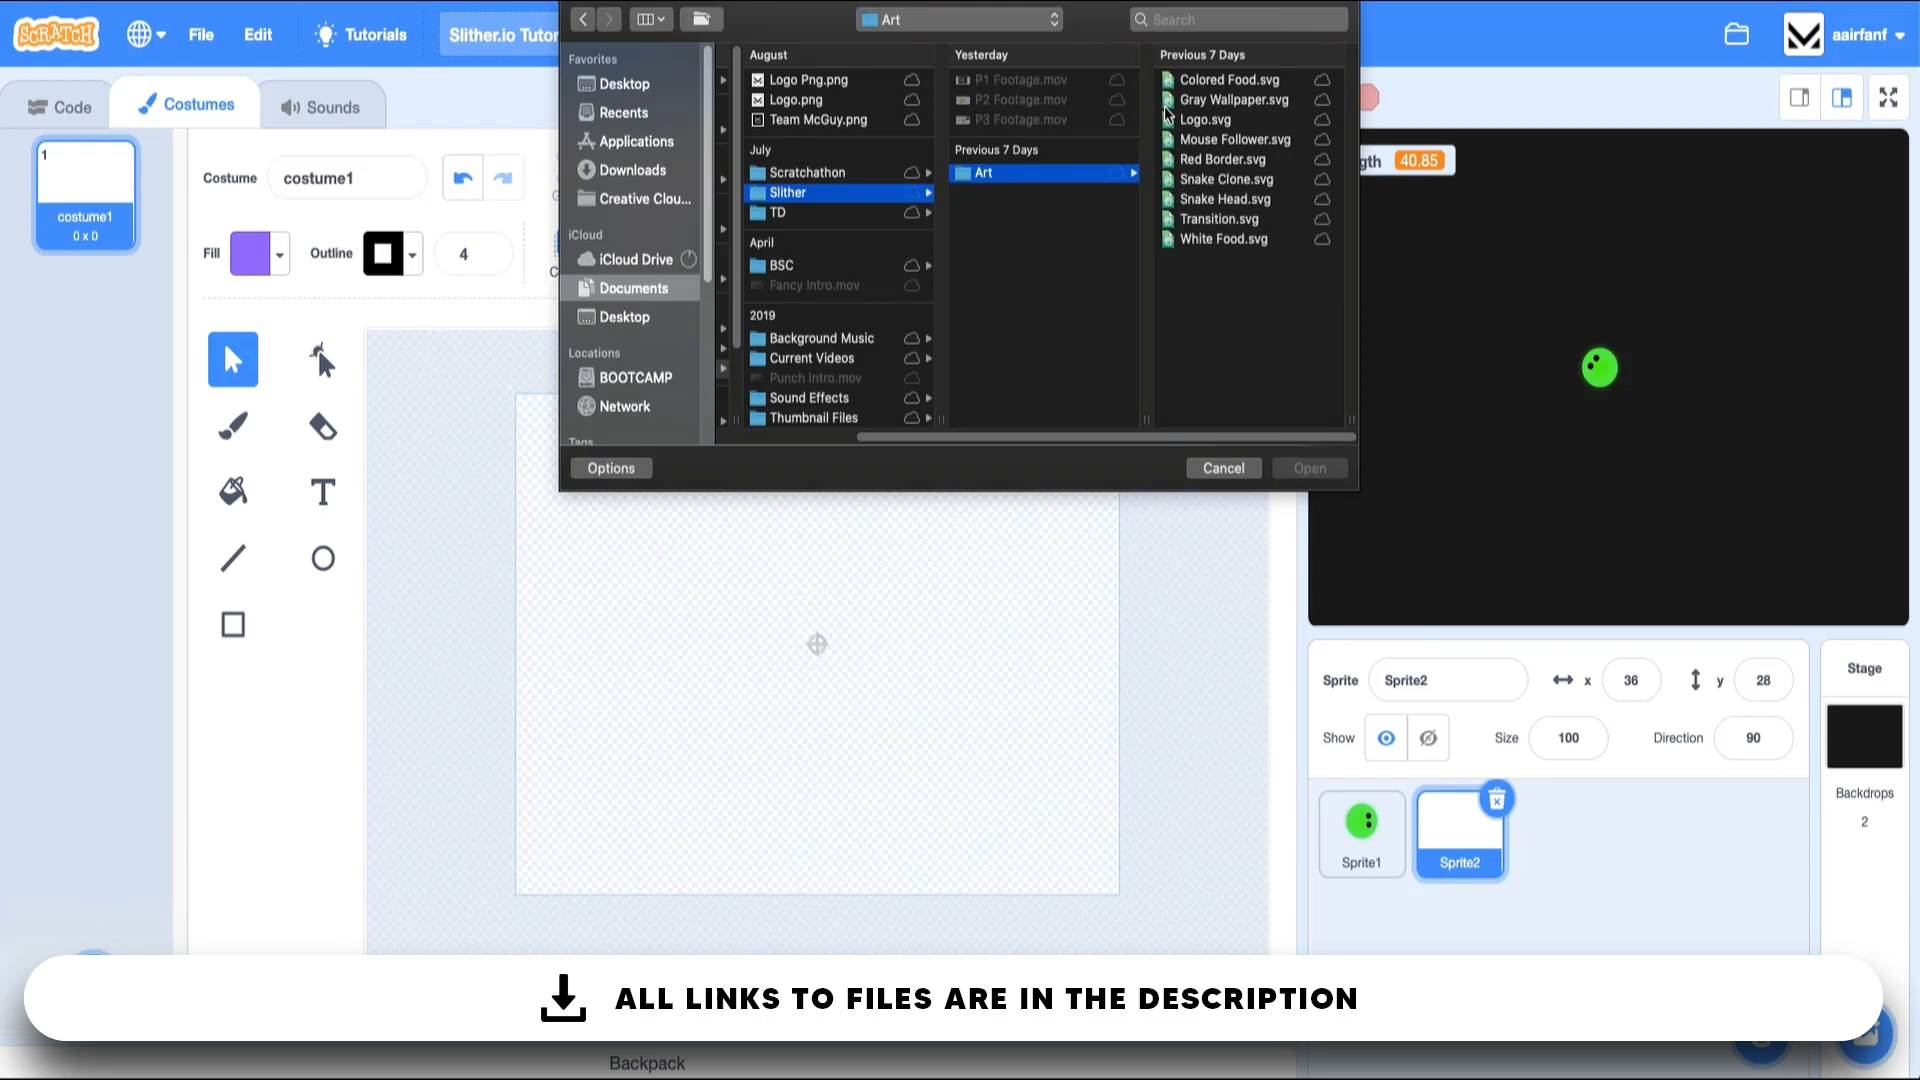 SCRATCH
File
Edit
Tutorials
Slither.io Tutor
aairfanf
Code
Costumes
Sounds
1
costume1
0 x 0
Costume
costume1
Fill
Outline
4
Art
Search
Favorites
Desktop
Recents
Applications
Downloads
Creative Clou...
iCloud
iCloud Drive
Documents
Desktop
Locations
BOOTCAMP
Network
Tags
August
Logo Png.png
Logo.png
Team McGuy.png
July
Scratchathon
Slither
TD
April
BSC
Fancy Intro.mov
2019
Background Music
Current Videos
Punch Intro.mov
Sound Effects
Thumbnail Files
Yesterday
P1 Footage.mov
P2 Footage.mov
P3 Footage.mov
Previous 7 Days
Art
Previous 7 Days
Colored Food.svg
Gray Wallpaper.svg
Logo.svg
Mouse Follower.svg
Red Border.svg
Snake Clone.svg
Snake Head.svg
Transition.svg
White Food.svg
Options
Cancel
Open
gth 40.85
Sprite
Sprite2
x
36
y
28
Show
Size
100
Direction
90
Sprite1
Sprite2
Stage
Backdrops
2
ALL LINKS TO FILES ARE IN THE DESCRIPTION
Backpack